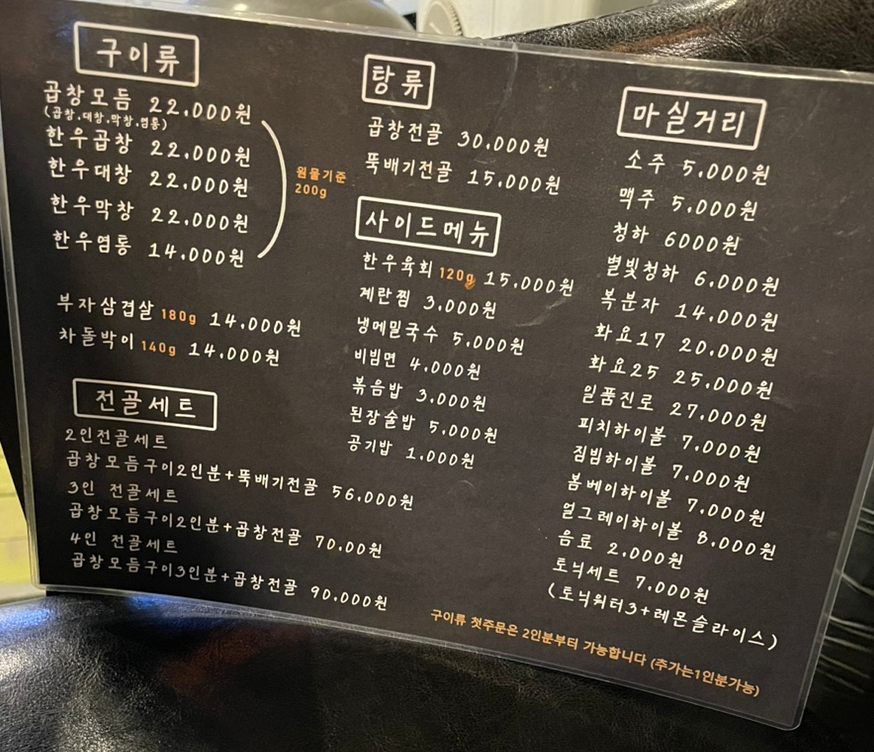 구이류
곱창모듬 22.000원
(곱창.대창.막창.염통)
한우곱창 22.000원
한우대창 22.000원
한우막창 22.000원
한우염통 14.000원
원물기준
200g
부자삼겹살 180g 14.000원
차돌박이 140g 14.000원
전골세트
2인전골세트
곱창모듬구이2인분+뚝배기전골 56.000원
3인 전골세트
곱창모듬구이2인분+곱창전골 70.00원
4인 전골세트
곱창모듬구이3인분+곱창전골 90.000원
탕류
곱창전골 30.000원
뚝배기전골 15.000원
사이드메뉴
한우육회 120g 15.000원
계란찜 3.000원
냉메밀국수 5.000원
비빔면 4.000원
볶음밥 3.000원
된장술밥 5.000원
공기밥 1.000원
마실거리
소주 5.000원
맥주 5.000원
청하 6000원
별빛청하 6.000원
복분자 14.000원
화요17 20.000원
화요25 25.000원
일품진로 27.000원
피치하이볼 7.000원
짐빔하이볼 7.000원
봄베이하이볼 7.000원
얼그레이하이볼 8.000원
음료 2.000원
토닉세트 7.000원
(토닉워터3+레몬슬라이스)
구이류 첫주문은 2인분부터 가능합니다 (추가는1인분가능)